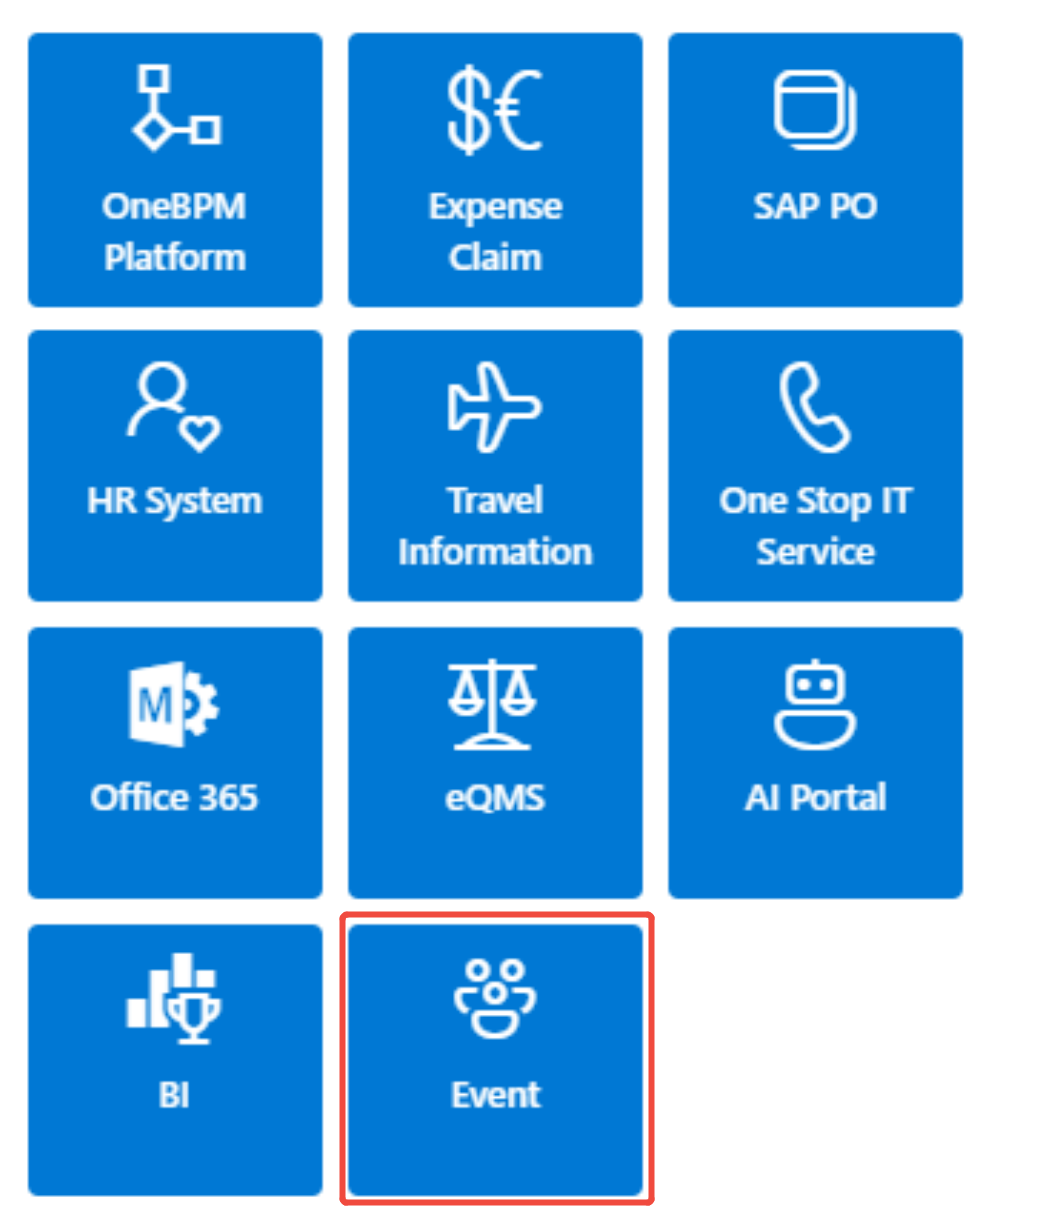 OneBPM
Platform
$€
Expense
Claim
SAP PO
HR System
Travel
Information
One Stop IT
Service
M
Office 365
eQMS
AI Portal
BI
Event